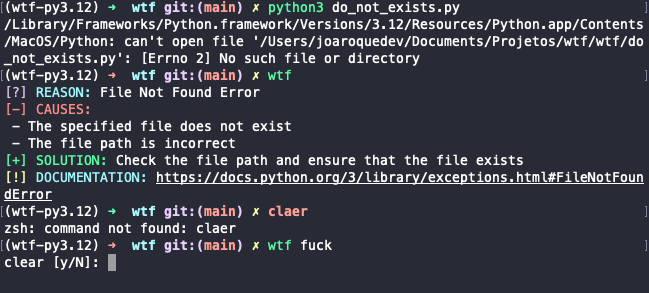 (wtf-py3.12) ➜  wtf git:(main) ✗ python3 do_not_exists.py
/Library/Frameworks/Python.framework/Versions/3.12/Resources/Python.app/Contents
/MacOS/Python: can't open file '/Users/joaroquedev/Documents/Projetos/wtf/wtf/do
_not_exists.py': [Errno 2] No such file or directory
(wtf-py3.12) ➜  wtf git:(main) ✗ wtf
[?] REASON: File Not Found Error
[-] CAUSES:
 - The specified file does not exist
 - The file path is incorrect
[+] SOLUTION: Check the file path and ensure that the file exists
[!] DOCUMENTATION: https://docs.python.org/3/library/exceptions.html#FileNotFoun
dError
(wtf-py3.12) ➜  wtf git:(main) ✗ claer
zsh: command not found: claer
(wtf-py3.12) ➜  wtf git:(main) ✗ wtf fuck
clear [y/N]: